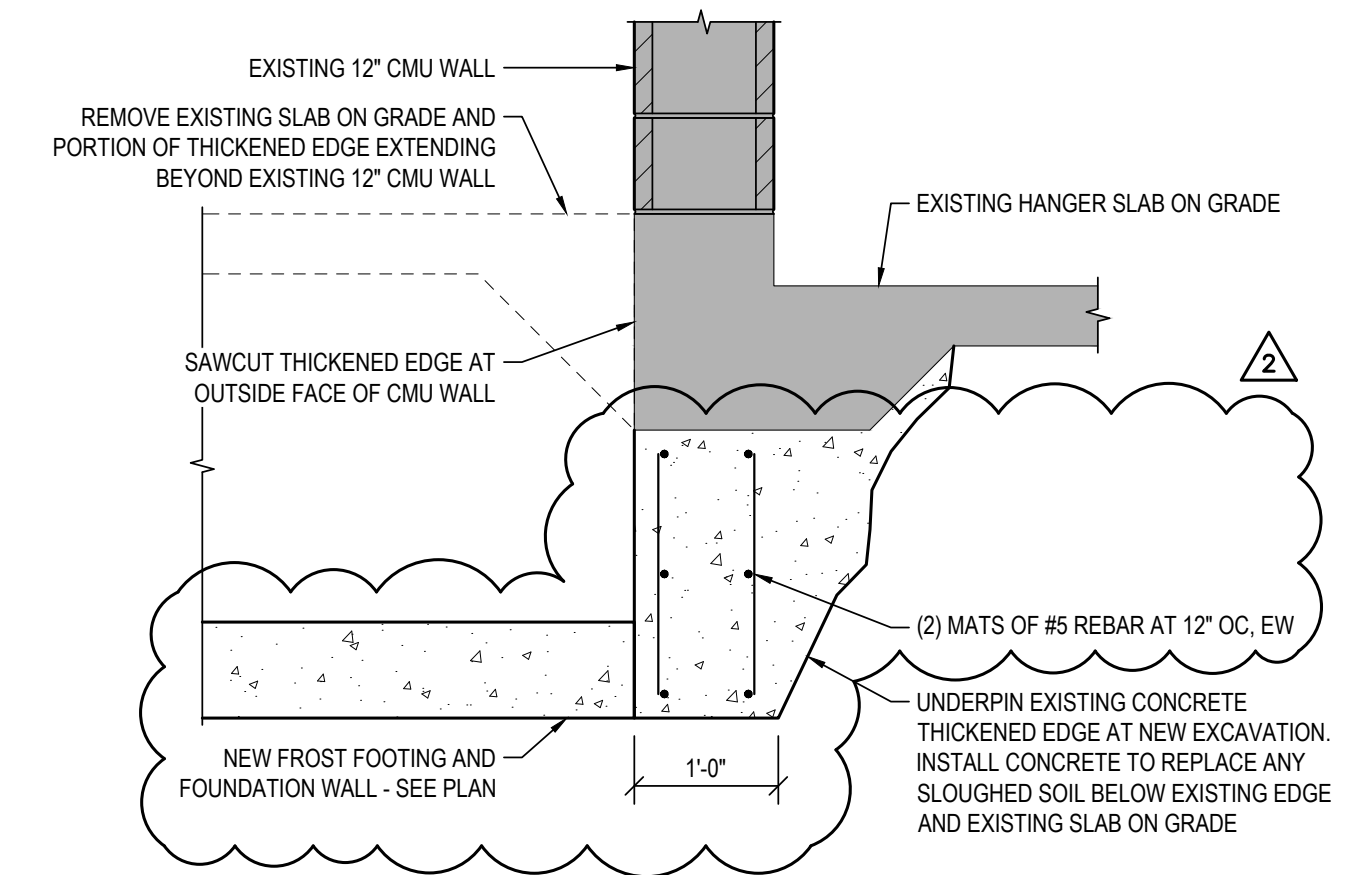 EXISTING 12" CMU WALL
REMOVE EXISTING SLAB ON GRADE AND
PORTION OF THICKENED EDGE EXTENDING
BEYOND EXISTING 12" CMU WALL
EXISTING HANGER SLAB ON GRADE
SAWCUT THICKENED EDGE AT
OUTSIDE FACE OF CMU WALL
2
(2) MATS OF #5 REBAR AT 12" OC, EW
UNDERPIN EXISTING CONCRETE
THICKENED EDGE AT NEW EXCAVATION.
INSTALL CONCRETE TO REPLACE ANY
SLOUGHED SOIL BELOW EXISTING EDGE
AND EXISTING SLAB ON GRADE
NEW FROST FOOTING AND
FOUNDATION WALL - SEE PLAN
1'-0"